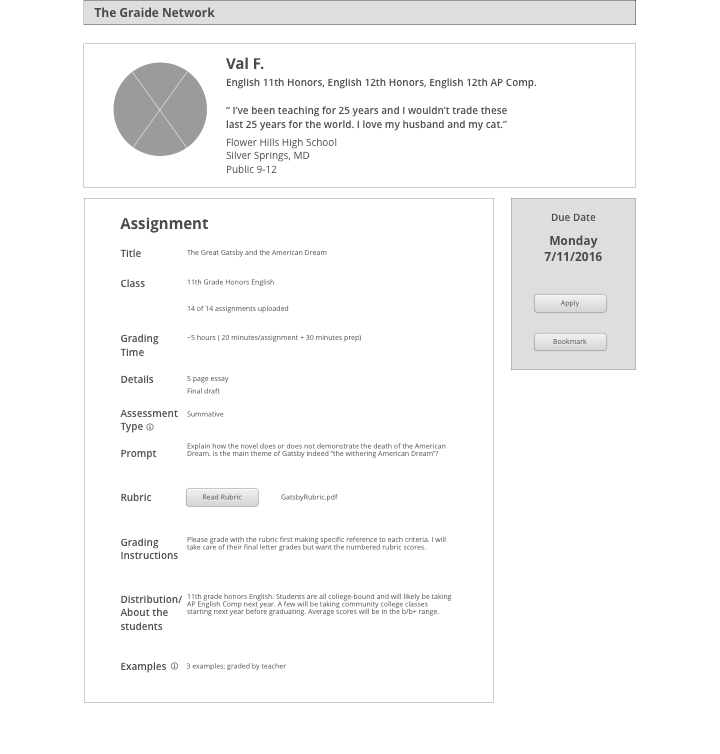 The Graide Network
Val F.
English 11th Honors, English 12th Honors, English 12th AP Comp.
“ I’ve been teaching for 25 years and I wouldn’t trade these
last 25 years for the world. I love my husband and my cat.”
Flower Hills High School
Silver Springs, MD
Public 9-12
Assignment
Title The Great Gatsby and the American Dream
Class 11th Grade Honors English
14 of 14 assignments uploaded
Grading ~5 hours ( 20 minutes/assignment + 30 minutes prep)
Time
Details 5 page essay
Final draft
Assessment Summative
Type
Prompt
Explain how the novel does or does not demonstrate the death of the American
Dream. Is the main theme of Gatsby indeed “the withering American Dream”?
Rubric Read Rubric GatsbyRubric.pdf
Grading
Instructions
Please grade with the rubric first making specific reference to each criteria. I will
take care of their final letter grades but want the numbered rubric scores.
Distribution/
About the
students
11th grade honors English. Students are all college-bound and will likely be taking
AP English Comp next year. A few will be taking community college classes
starting next year before graduating. Average scores will be in the b/b+ range.
Examples 3 examples; graded by teacher
Due Date
Monday
7/11/2016
Apply
Bookmark